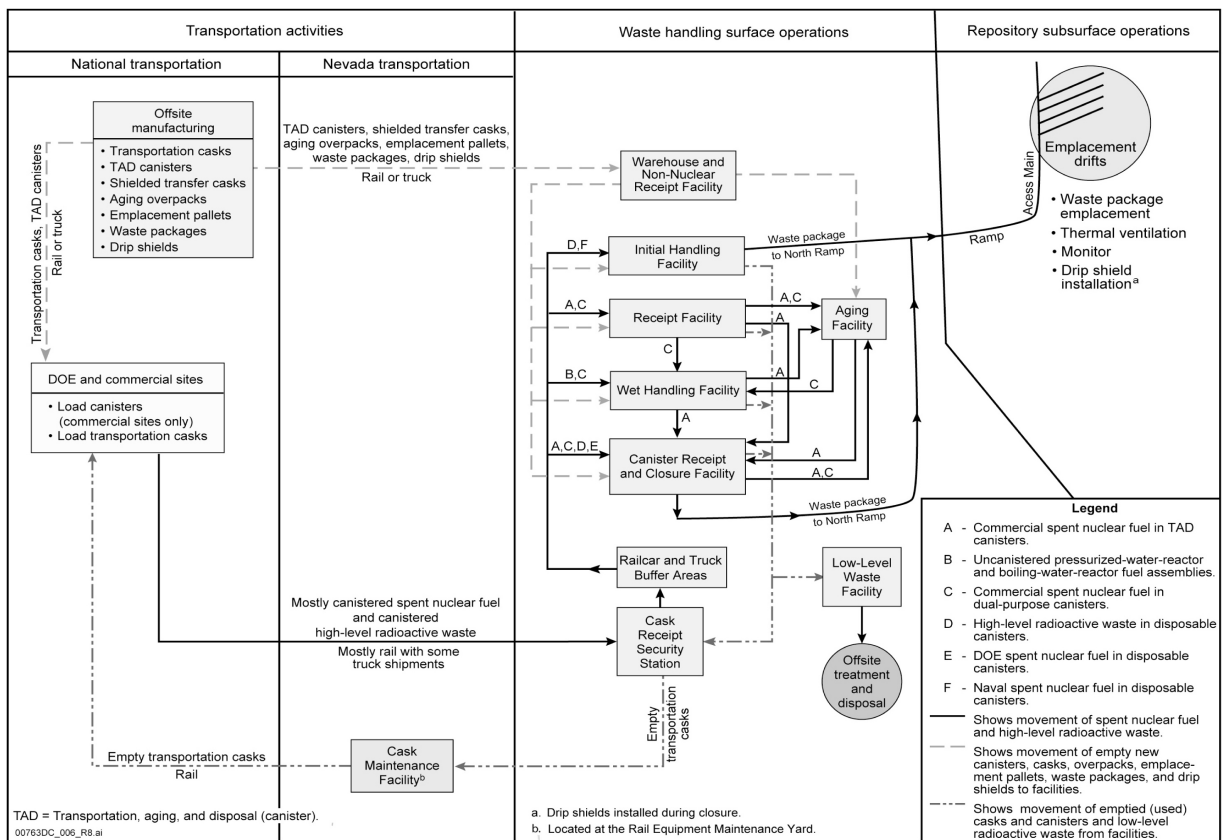 Transportation activities
Waste handling surface operations
Repository subsurface operations
National transportation
Nevada transportation
Offsite
manufacturing
• Transportation casks
• TAD canisters
• Shielded transfer casks
• Aging overpacks
• Emplacement pallets
• Waste packages
• Drip shields
Transportation casks, TAD canisters
Rail or truck
TAD canisters, shielded transfer casks,
aging overpacks, emplacement pallets,
waste packages, drip shields
Rail or truck
DOE and commercial sites
• Load canisters
(commercial sites only)
• Load transportation casks
Mostly canistered spent nuclear fuel
and canistered
high-level radioactive waste
Mostly rail with some
truck shipments
Empty transportation casks
Rail
Cask
Maintenance
Facilityb
TAD = Transportation, aging, and disposal (canister).
00763DC_006_R8.ai
Warehouse and
Non-Nuclear
Receipt Facility
D,F
Initial Handling
Facility
Waste package
to North Ramp
A,C
Receipt Facility
A,C
A
Aging
Facility
C
B,C
Wet Handling Facility
A
C
A
A,C,D,E
Canister Receipt
and Closure Facility
A
A,C
Waste package
to North Ramp
Railcar and Truck
Buffer Areas
Low-Level
Waste
Facility
Cask
Receipt
Security
Station
Offsite
treatment
and
disposal
Empty
transportation
casks
a. Drip shields installed during closure.
b. Located at the Rail Equipment Maintenance Yard.
Acess Main
Ramp
Emplacement
drifts
• Waste package
emplacement
• Thermal ventilation
• Monitor
• Drip shield
installationa
Legend
A - Commercial spent nuclear fuel in TAD
canisters.
B - Uncanistered pressurized-water-reactor
and boiling-water-reactor fuel assemblies.
C - Commercial spent nuclear fuel in
dual-purpose canisters.
D - High-level radioactive waste in disposable
canisters.
E - DOE spent nuclear fuel in disposable
canisters.
F - Naval spent nuclear fuel in disposable
canisters.
Shows movement of spent nuclear fuel
and high-level radioactive waste.
Shows movement of empty new
canisters, casks, overpacks, emplace-
ment pallets, waste packages, and drip
shields to facilities.
Shows movement of emptied (used)
casks and canisters and low-level
radioactive waste from facilities.